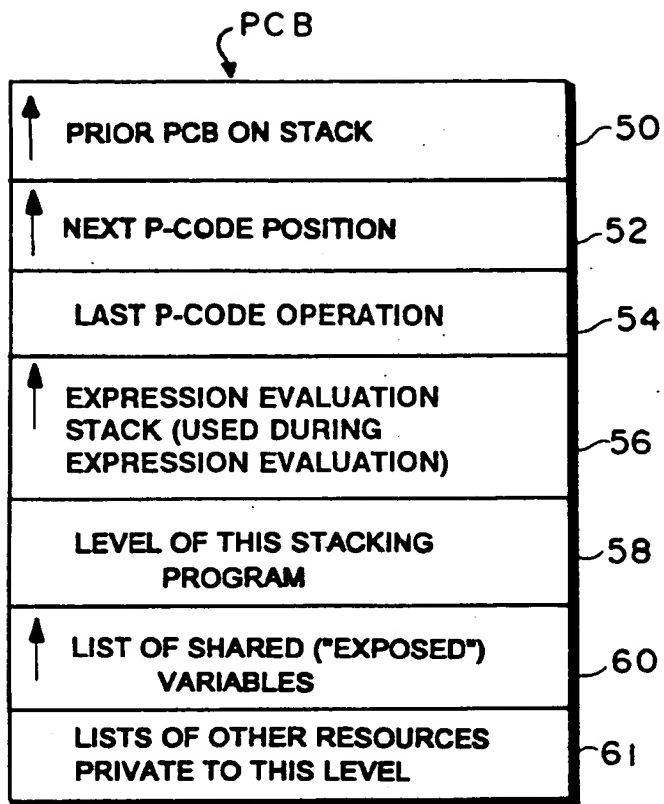 PCB
PRIOR PCB ON STACK
50
NEXT P-CODE POSITION
52
LAST P-CODE OPERATION
54
EXPRESSION EVALUATION
STACK (USED DURING
EXPRESSION EVALUATION)
56
LEVEL OF THIS STACKING
PROGRAM
58
LIST OF SHARED ("EXPOSED")
VARIABLES
60
LISTS OF OTHER RESOURCES
PRIVATE TO THIS LEVEL
61